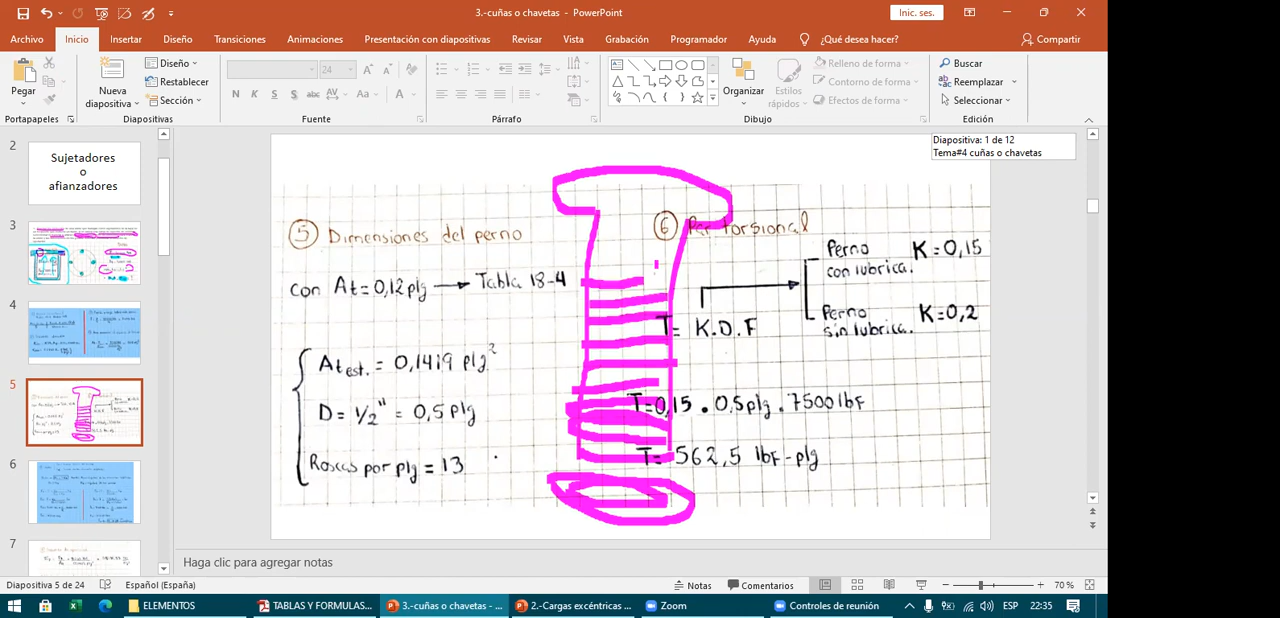 3.-cuñas o chavetas - PowerPoint
Inic. ses.
Archivo Inicio Insertar Diseño Transiciones Animaciones Presentación con diapositivas Revisar Vista Grabación Programador Ayuda ¿Qué desea hacer? Compartir
Pegar
Nueva diapositiva
Diseño
Restablecer
Sección
24
N K S S abc AV Aa A
Organizar
Estilos rápidos
Relleno de forma
Contorno de forma
Efectos de forma
Buscar
Reemplazar
Seleccionar
Portapapeles Diapositivas Fuente Párrafo Dibujo Edición
Diapositiva: 1 de 12
Tema#4 cuñas o chavetas
2
Sujetadores
o
afianzadores
3
4
5
6
7
5 Dimensiones del perno
con At=0,12plg → Tabla 18-4
At est. = 0,1419 plg²
D = 1/2" = 0,5 plg
Roscas por plg = 13
6 Par torsional
Perno con lubrica. K=0,15
Perno sin lubrica. K=0,2
T= K.D.F
T=0,15 . 0,5plg . 7500 lbf
T= 562,5 lbf-plg
Haga clic para agregar notas
Diapositiva 5 de 24 Español (España) Notas Comentarios 70 %
ELEMENTOS TABLAS Y FORMULAS... 3.-cuñas o chavetas - ... 2.-Cargas excéntricas ... Zoom Controles de reunión ESP 22:35